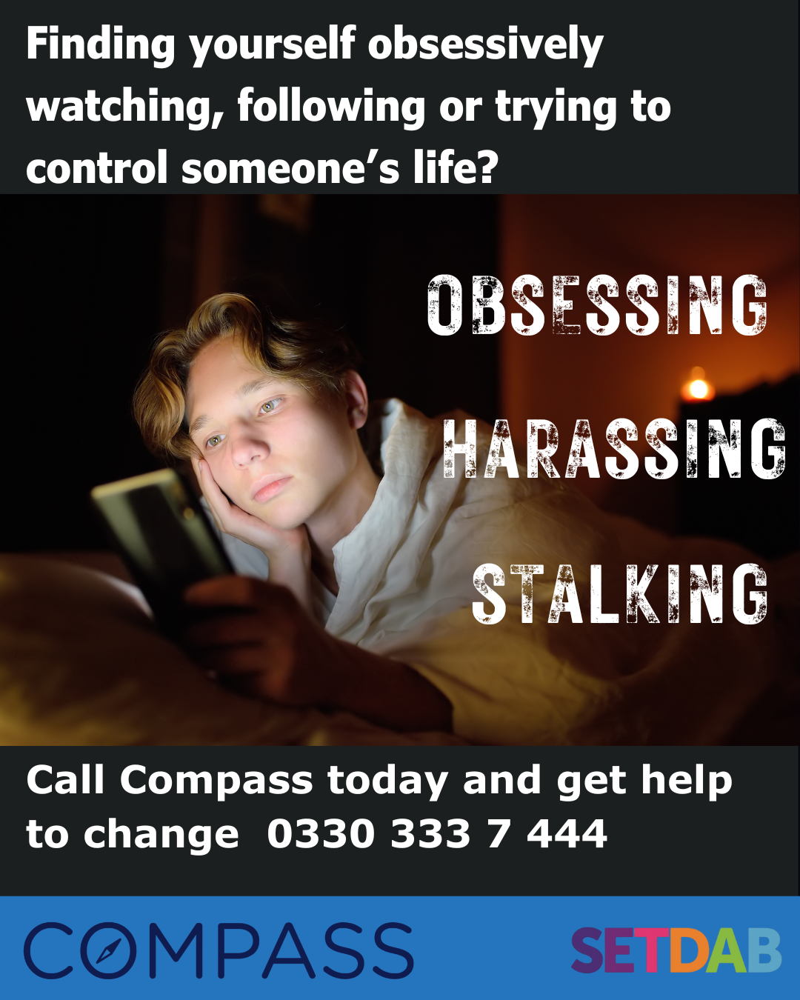 Finding yourself obsessively
watching, following or trying to
control someone’s life?
OBSESSING
HARASSING
STALKING
Call Compass today and get help
to change 0330 333 7 444
COMPASS
SETDAB